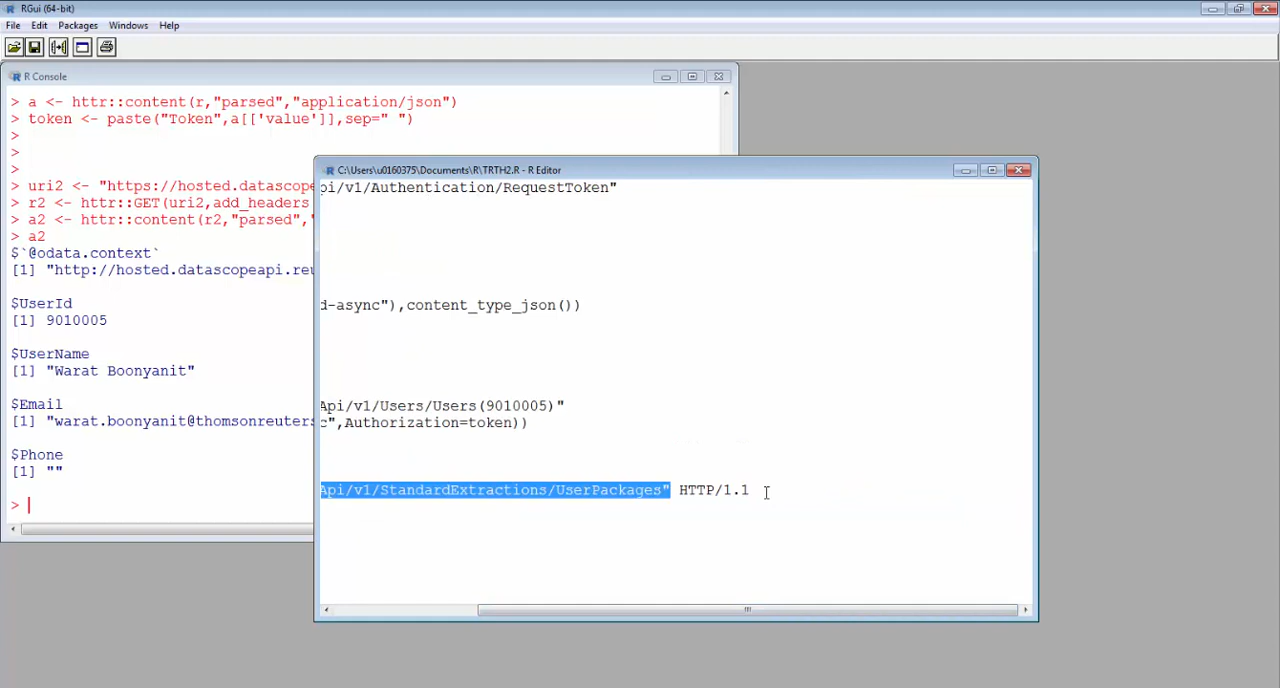 RGui (64-bit)
File Edit Packages Windows Help
R Console
> a <- httr::content(r,"parsed","application/json")
> token <- paste("Token",a[['value']],sep=" ")
>
>
>
> uri2 <- "https://hosted.datascope
> r2 <- httr::GET(uri2,add_headers
> a2 <- httr::content(r2,"parsed","
> a2
$`@odata.context`
[1] "http://hosted.datascopeapi.reu
$UserId
[1] 9010005
$UserName
[1] "Warat Boonyanit"
$Email
[1] "warat.boonyanit@thomsonreuters
$Phone
[1] ""
>
C:\Users\u0160375\Documents\R\TRTH2.R - R Editor
pi/v1/Authentication/RequestToken"
d-async"),content_type_json())
Api/v1/Users/Users(9010005)"
c",Authorization=token))
Api/v1/StandardExtractions/UserPackages" HTTP/1.1